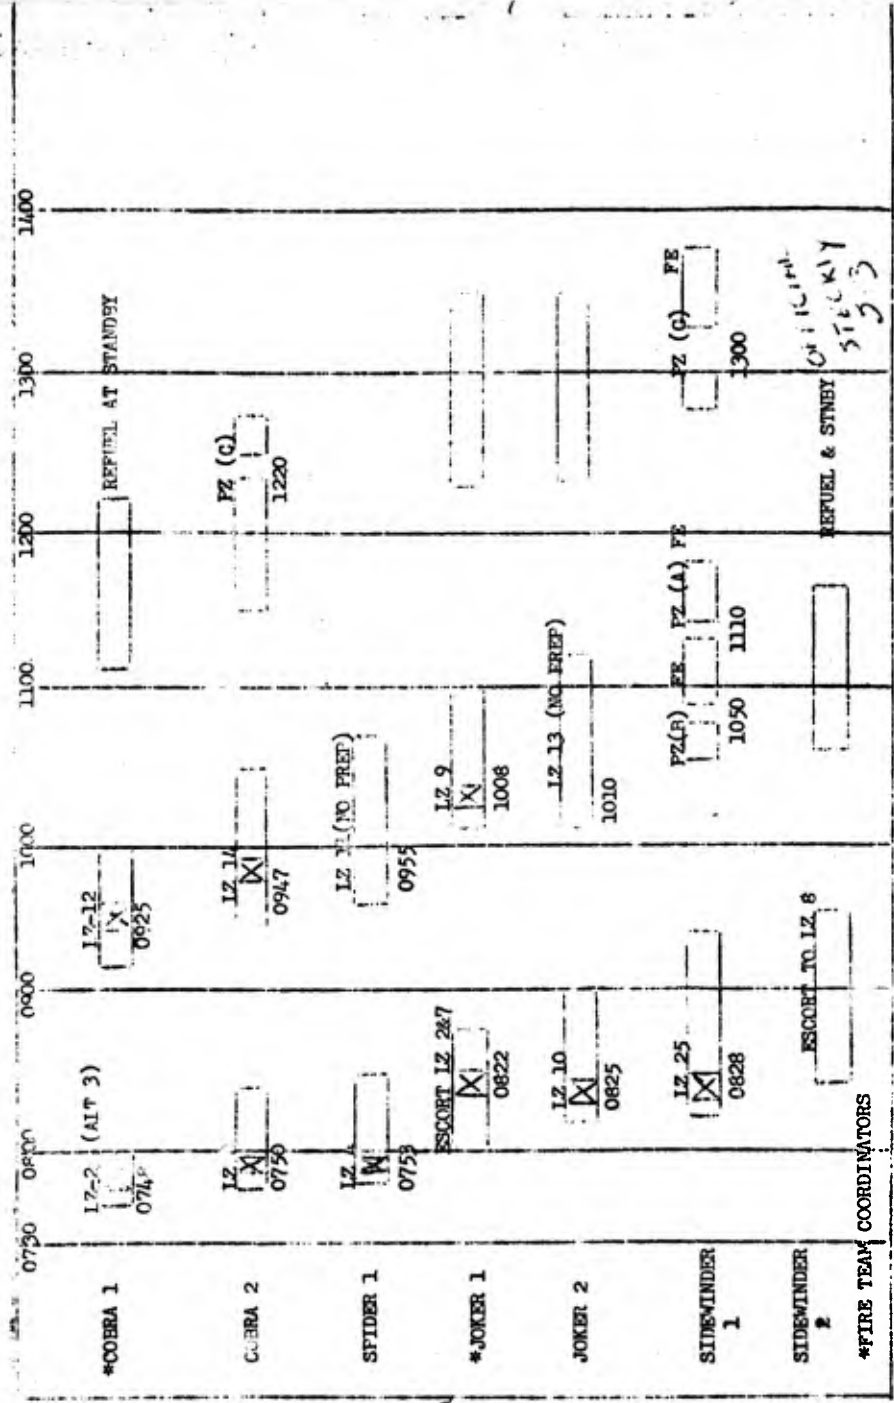 0730 0800 0900 1000 1100 1200 1300 1400
*COBRA 1
LZ-2 (ALT 3)
LZ-12
0925
REFUEL AT STANDBY
COBRA 2
LZ
0750
LZ 14
0947
PZ (C)
1220
SPIDER 1
LZ
0753
LZ (NO PREP)
0955
*JOKER 1
ESCORT LZ 2&7
0822
LZ 9
1008
JOKER 2
LZ 10
0825
LZ 13 (NO PREP)
1010
SIDEWINDER
1
LZ 25
0828
PZ(B) FE
1050
PZ (A) FE
1110
PZ (C) FE
1300
SIDEWINDER
2
ESCORT TO LZ 8
REFUEL & STNBY
*FIRE TEAM COORDINATORS